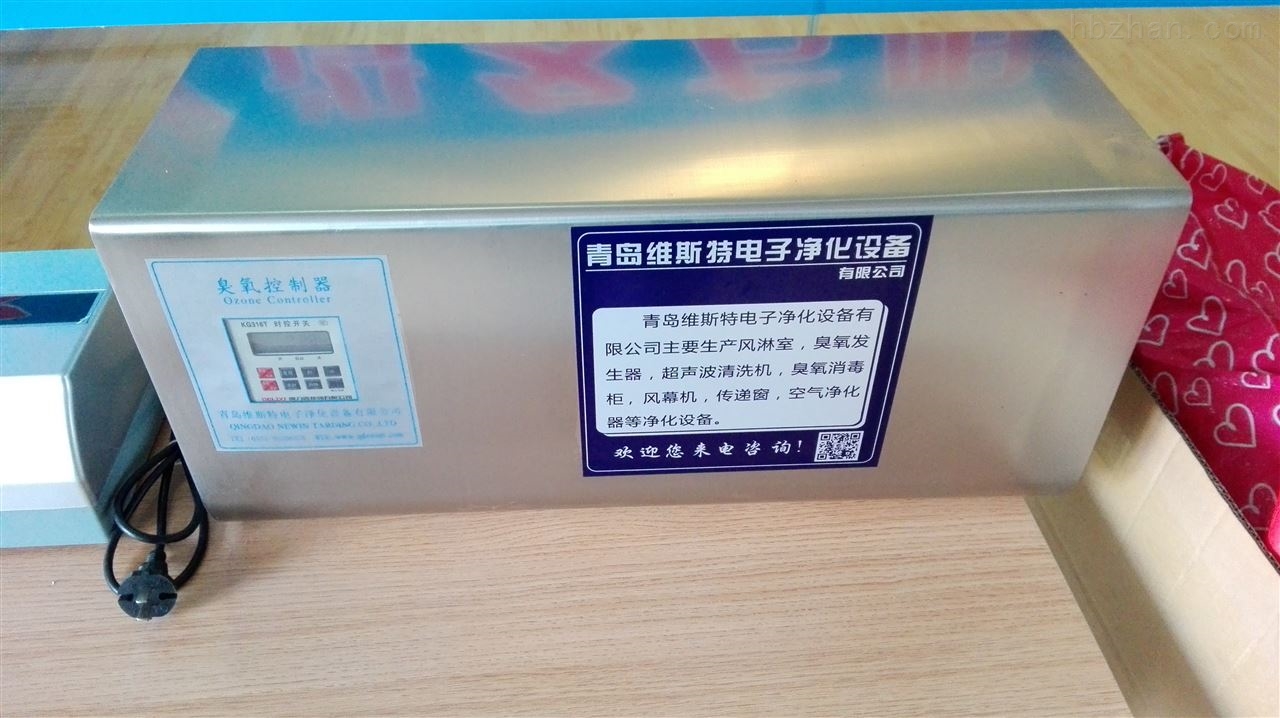 hbzhan.com
臭氧控制器
Ozone Controller
KG316T 时控开关
DELIXI
青岛维斯特电子净化设备有限公司
QINGDAO NEWIN TARDING CO.,LTD
青岛维斯特电子净化设备
有限公司
青岛维斯特电子净化设备有
限公司主要生产风淋室，臭氧发
生器，超声波清洗机，臭氧消毒
柜，风幕机，传递窗，空气净化
器等净化设备。
欢迎您来电咨询！